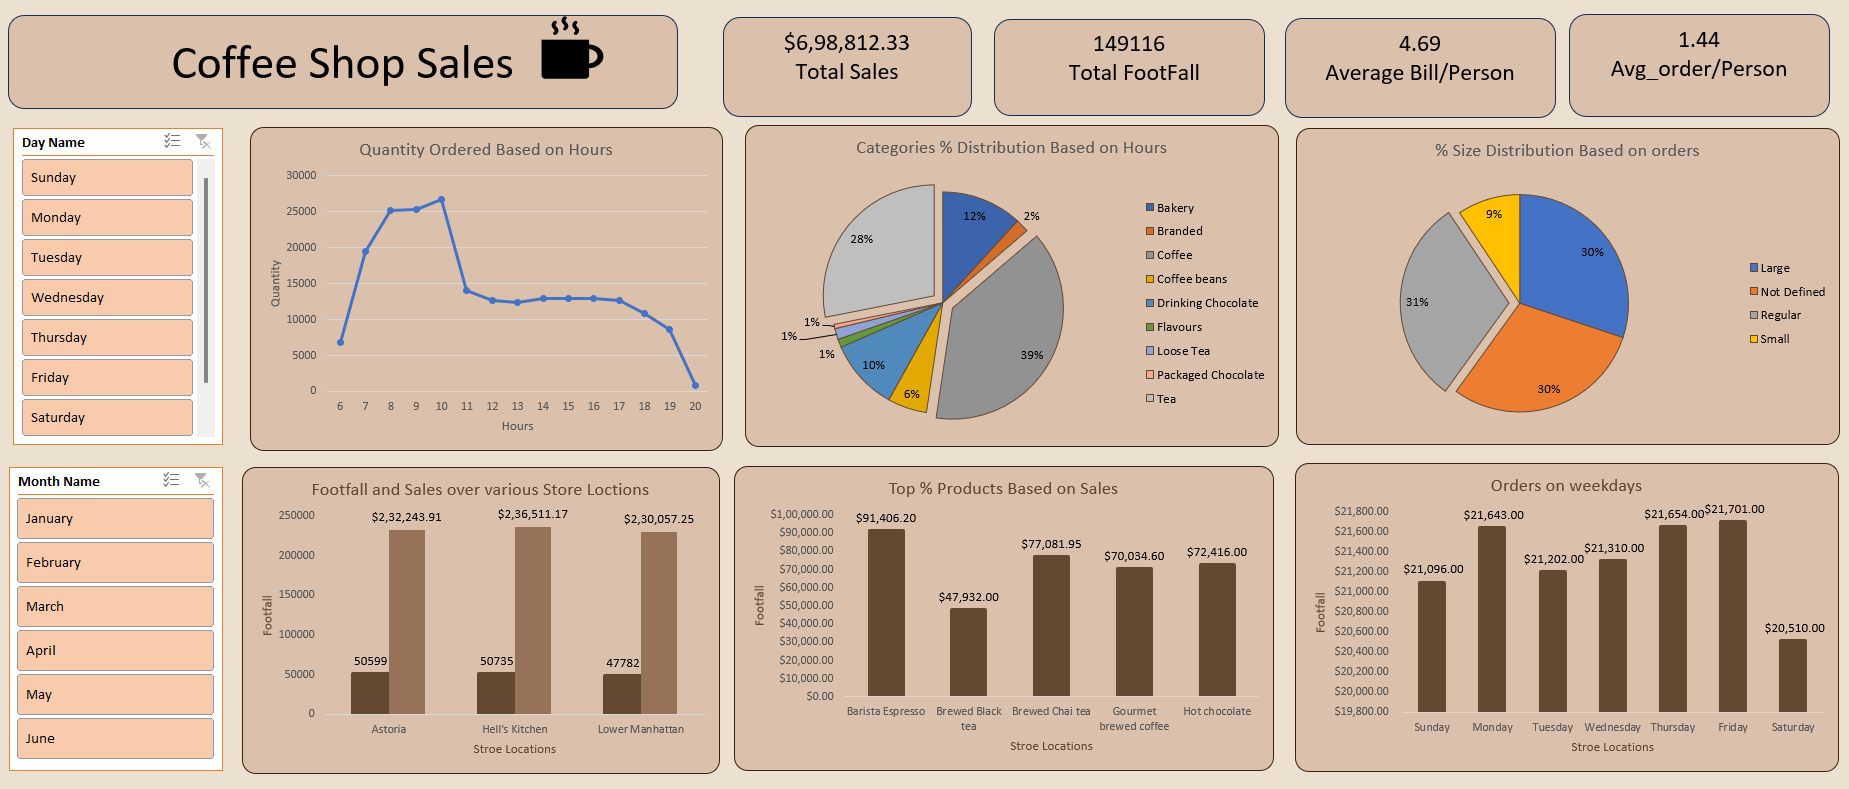 Coffee Shop Sales
$6,98,812.33
Total Sales
149116
Total FootFall
4.69
Average Bill/Person
1.44
Avg_order/Person
Day Name
Sunday
Monday
Tuesday
Wednesday
Thursday
Friday
Saturday
Quantity Ordered Based on Hours
30000
25000
20000
15000
10000
5000
0
Quantity
6 7 8 9 10 11 12 13 14 15 16 17 18 19 20
Hours
Categories % Distribution Based on Hours
12%
2%
39%
6%
10%
1%
1%
1%
28%
Bakery
Branded
Coffee
Coffee beans
Drinking Chocolate
Flavours
Loose Tea
Packaged Chocolate
Tea
% Size Distribution Based on orders
30%
30%
31%
9%
Large
Not Defined
Regular
Small
Month Name
January
February
March
April
May
June
Footfall and Sales over various Store Loctions
250000
200000
150000
100000
50000
0
Footfall
50599
$2,32,243.91
50735
$2,36,511.17
47782
$2,30,057.25
Astoria
Hell's Kitchen
Lower Manhattan
Stroe Locations
Top % Products Based on Sales
$1,00,000.00
$90,000.00
$80,000.00
$70,000.00
$60,000.00
$50,000.00
$40,000.00
$30,000.00
$20,000.00
$10,000.00
$0.00
Footfall
$91,406.20
$47,932.00
$77,081.95
$70,034.60
$72,416.00
Barista Espresso
Brewed Black
tea
Brewed Chai tea
Gourmet
brewed coffee
Hot chocolate
Stroe Locations
Orders on weekdays
$21,800.00
$21,600.00
$21,400.00
$21,200.00
$21,000.00
$20,800.00
$20,600.00
$20,400.00
$20,200.00
$20,000.00
$19,800.00
Footfall
$21,096.00
$21,643.00
$21,202.00
$21,310.00
$21,654.00
$21,701.00
$20,510.00
Sunday
Monday
Tuesday
Wednesday
Thursday
Friday
Saturday
Stroe Locations